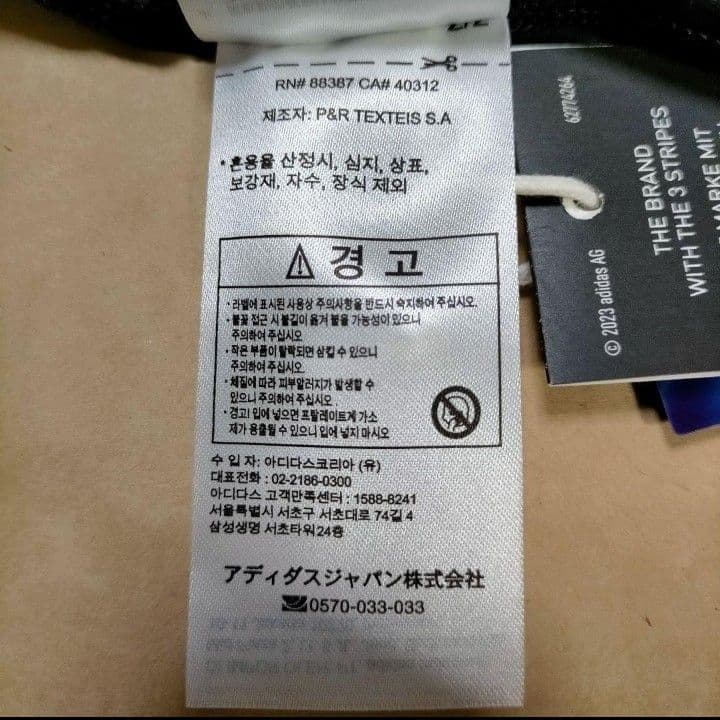 2/2
RN# 88387 CA# 40312
제조자: P&R TEXTEIS S.A
• 혼용율 산정시, 심지, 상표,
보강재, 자수, 장식 제외
⚠ 경 고
• 라벨에 표시된 사용상 주의사항을 반드시 숙지하여 주십시오.
• 불꽃 접근 시 불길이 옮겨 붙을 가능성이 있으니
주의하여 주십시오
• 작은 부품이 탈락되면 삼킬 수 있으니
주의하여 주십시오.
• 체질에 따라 피부알러지가 발생할 수
있으니 주의하여 주십시오 .
• 경고! 입에 넣으면 프탈레이트계 가소
제가 용출될 수 있으니 입에 넣지 마시오
수 입 자: 아디다스코리아 (유)
대표전화 : 02-2186-0300
아디다스 고객만족센터 : 1588-8241
서울특별시 서초구 서초대로 74길 4
삼성생명 서초타워24층
アディダスジャパン株式会社
0570-033-033
62774264
THE BRAND
WITH THE 3 STRIPES
MARKE MIT
© 2023 adidas AG